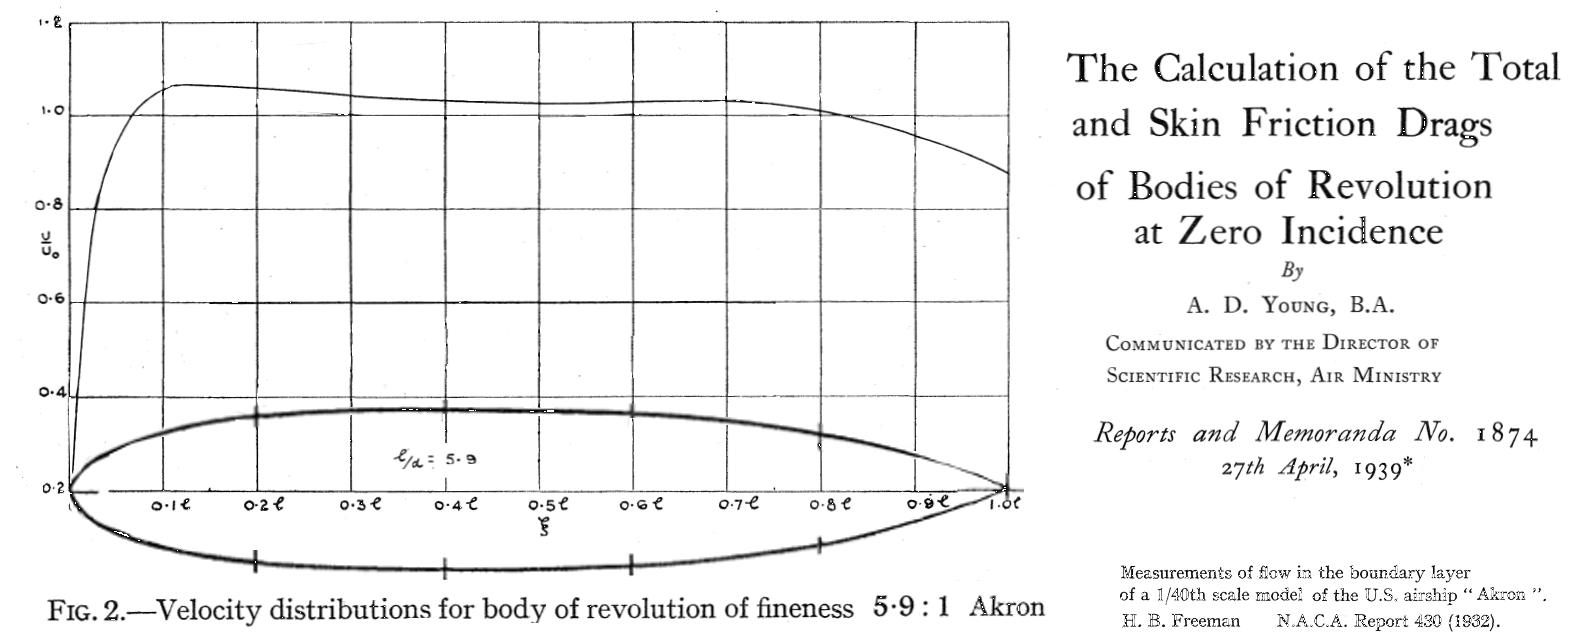 1·2
1·0
0·8
u/u₀
0·6
0·4
0·2
l/d = 5·9
0·1l 0·2l 0·3l 0·4l 0·5l 0·6l 0·7l 0·8l 0·9l 1.0l
ξ
FIG. 2.—Velocity distributions for body of revolution of fineness 5·9 : 1 Akron
The Calculation of the Total
and Skin Friction Drags
of Bodies of Revolution
at Zero Incidence
By
A. D. YOUNG, B.A.
COMMUNICATED BY THE DIRECTOR OF
SCIENTIFIC RESEARCH, AIR MINISTRY
Reports and Memoranda No. 1874
27th April, 1939*
Measurements of flow in the boundary layer
of a 1/40th scale model of the U.S. airship “ Akron ”.
H. B. Freeman N.A.C.A. Report 430 (1932).